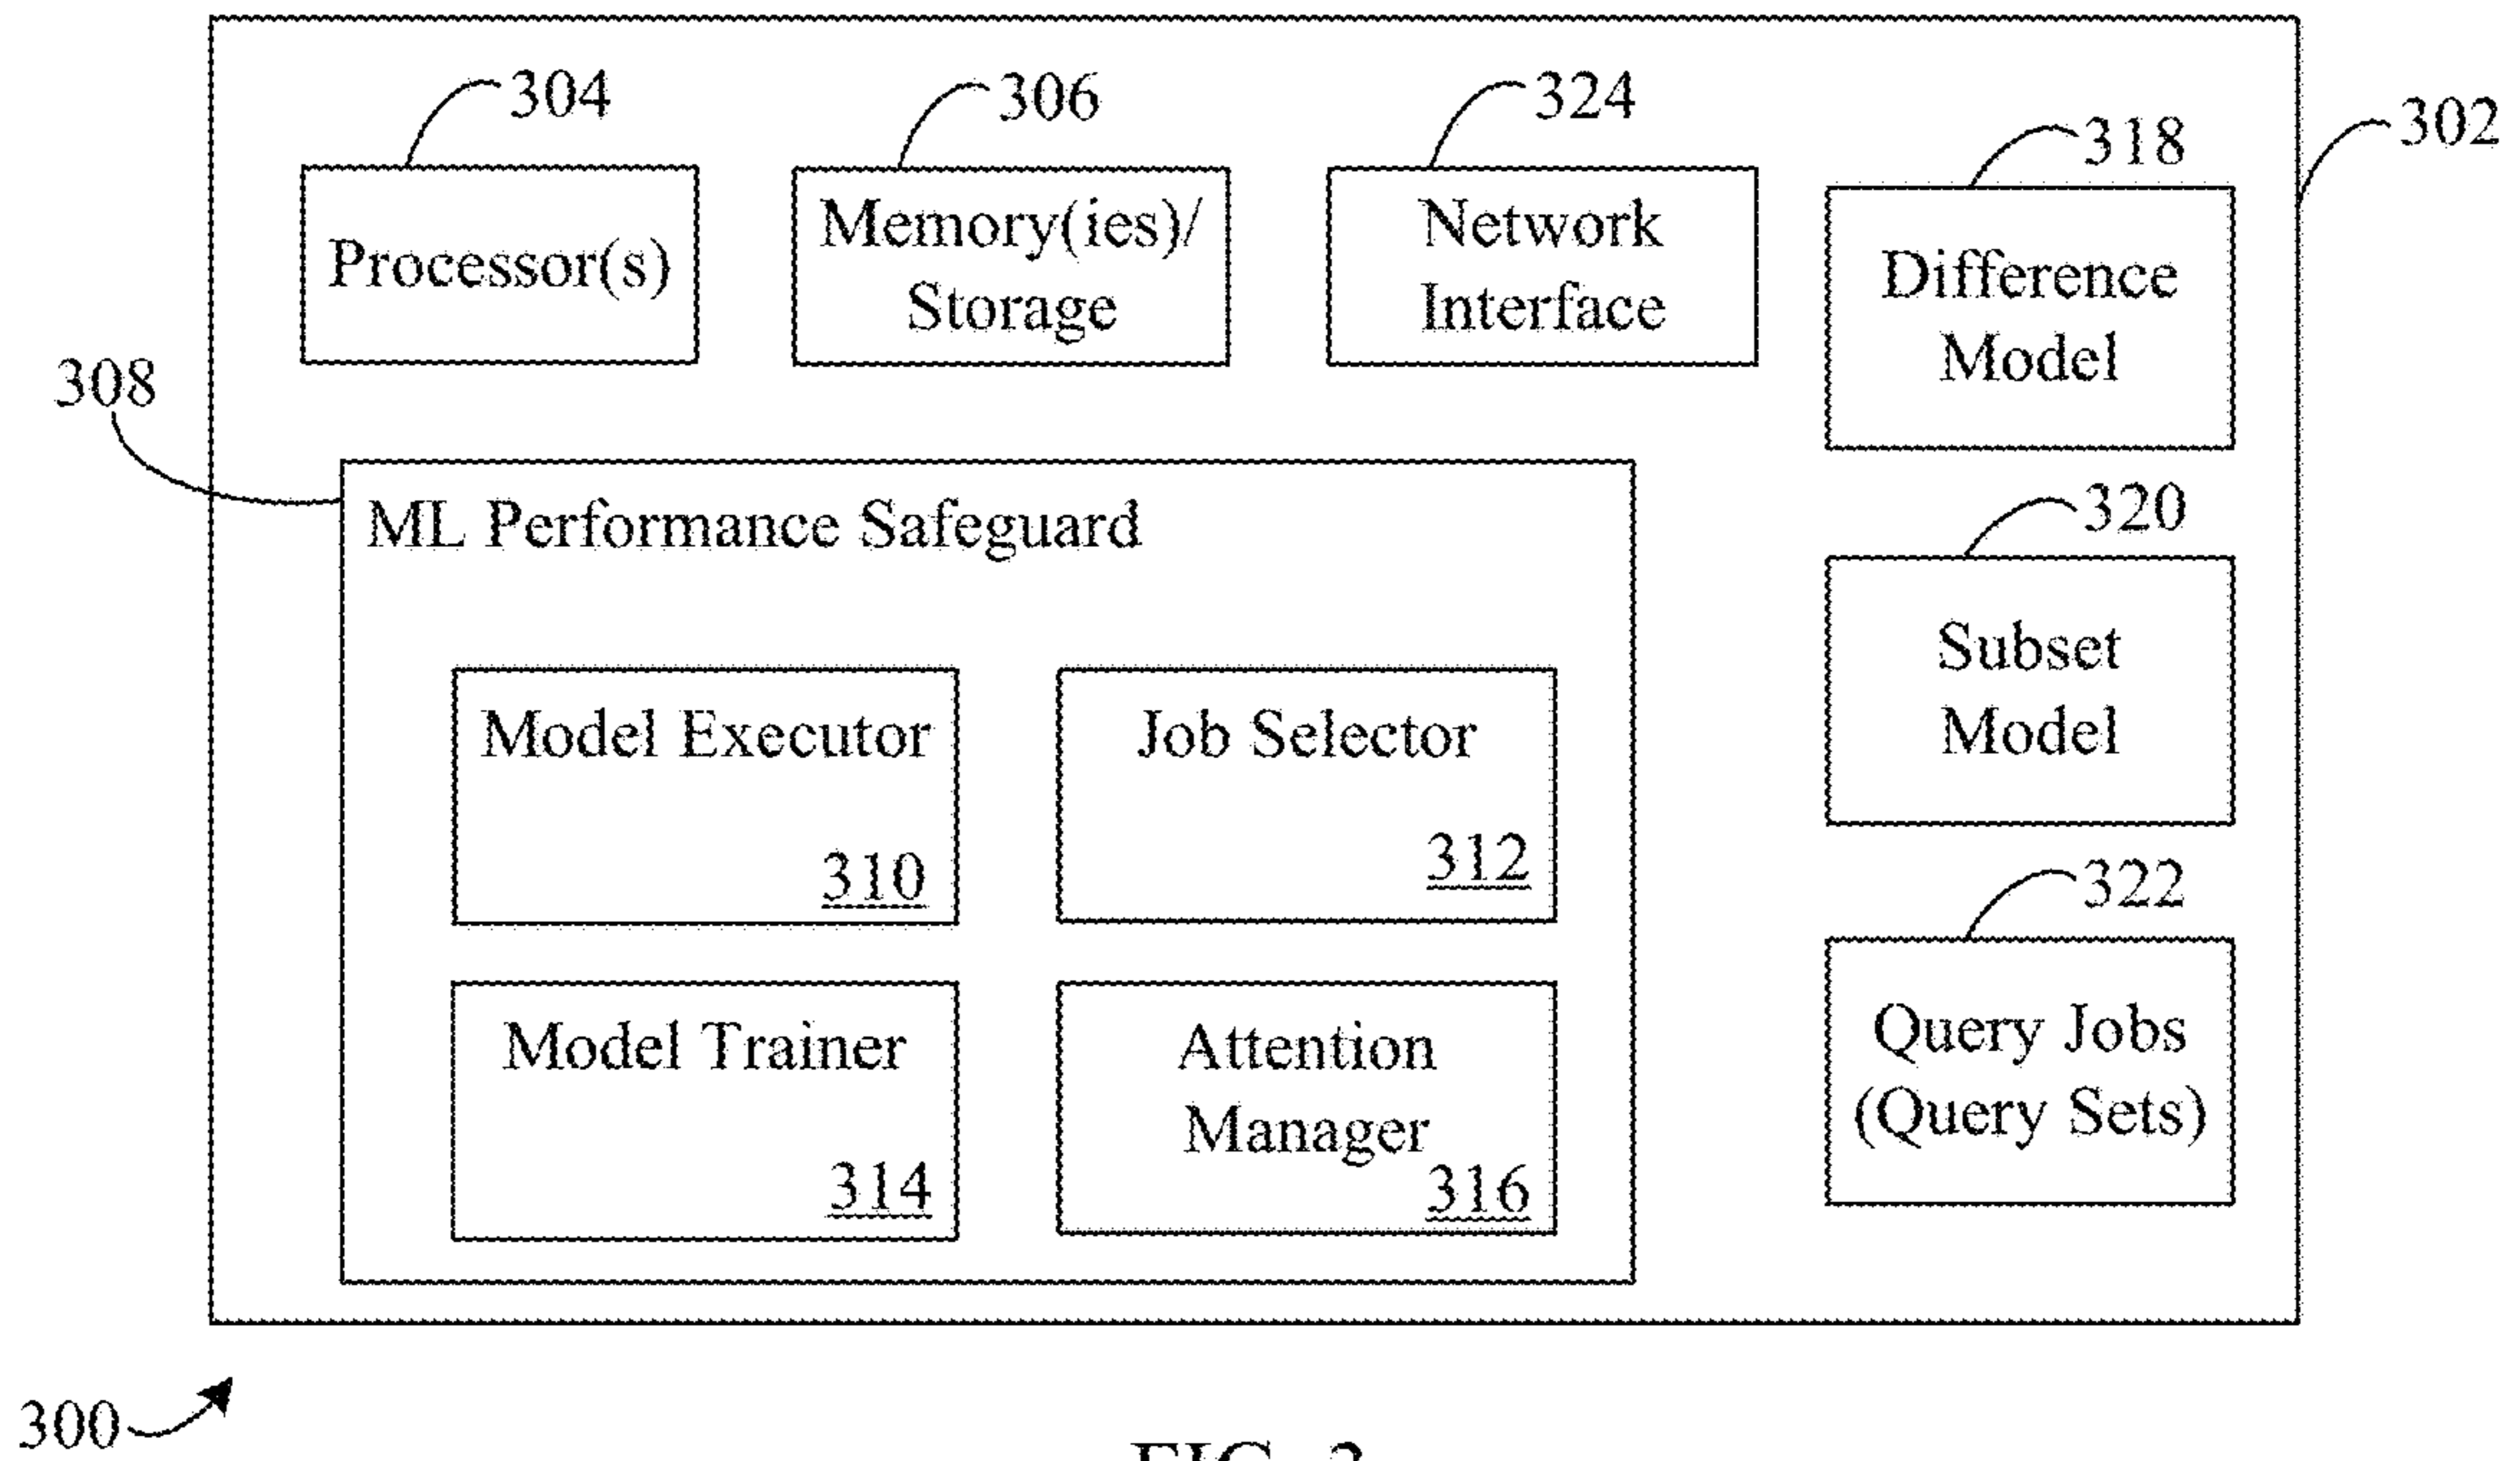 304
306
324
318
302
Processor(s)
Memory(ies)/
Storage
Network
Interface
Difference
Model
308
ML Performance Safeguard
320
Subset
Model
Model Executor
310
Job Selector
312
322
Query Jobs
(Query Sets)
Model Trainer
314
Attention
Manager
316
300
FIG. 3